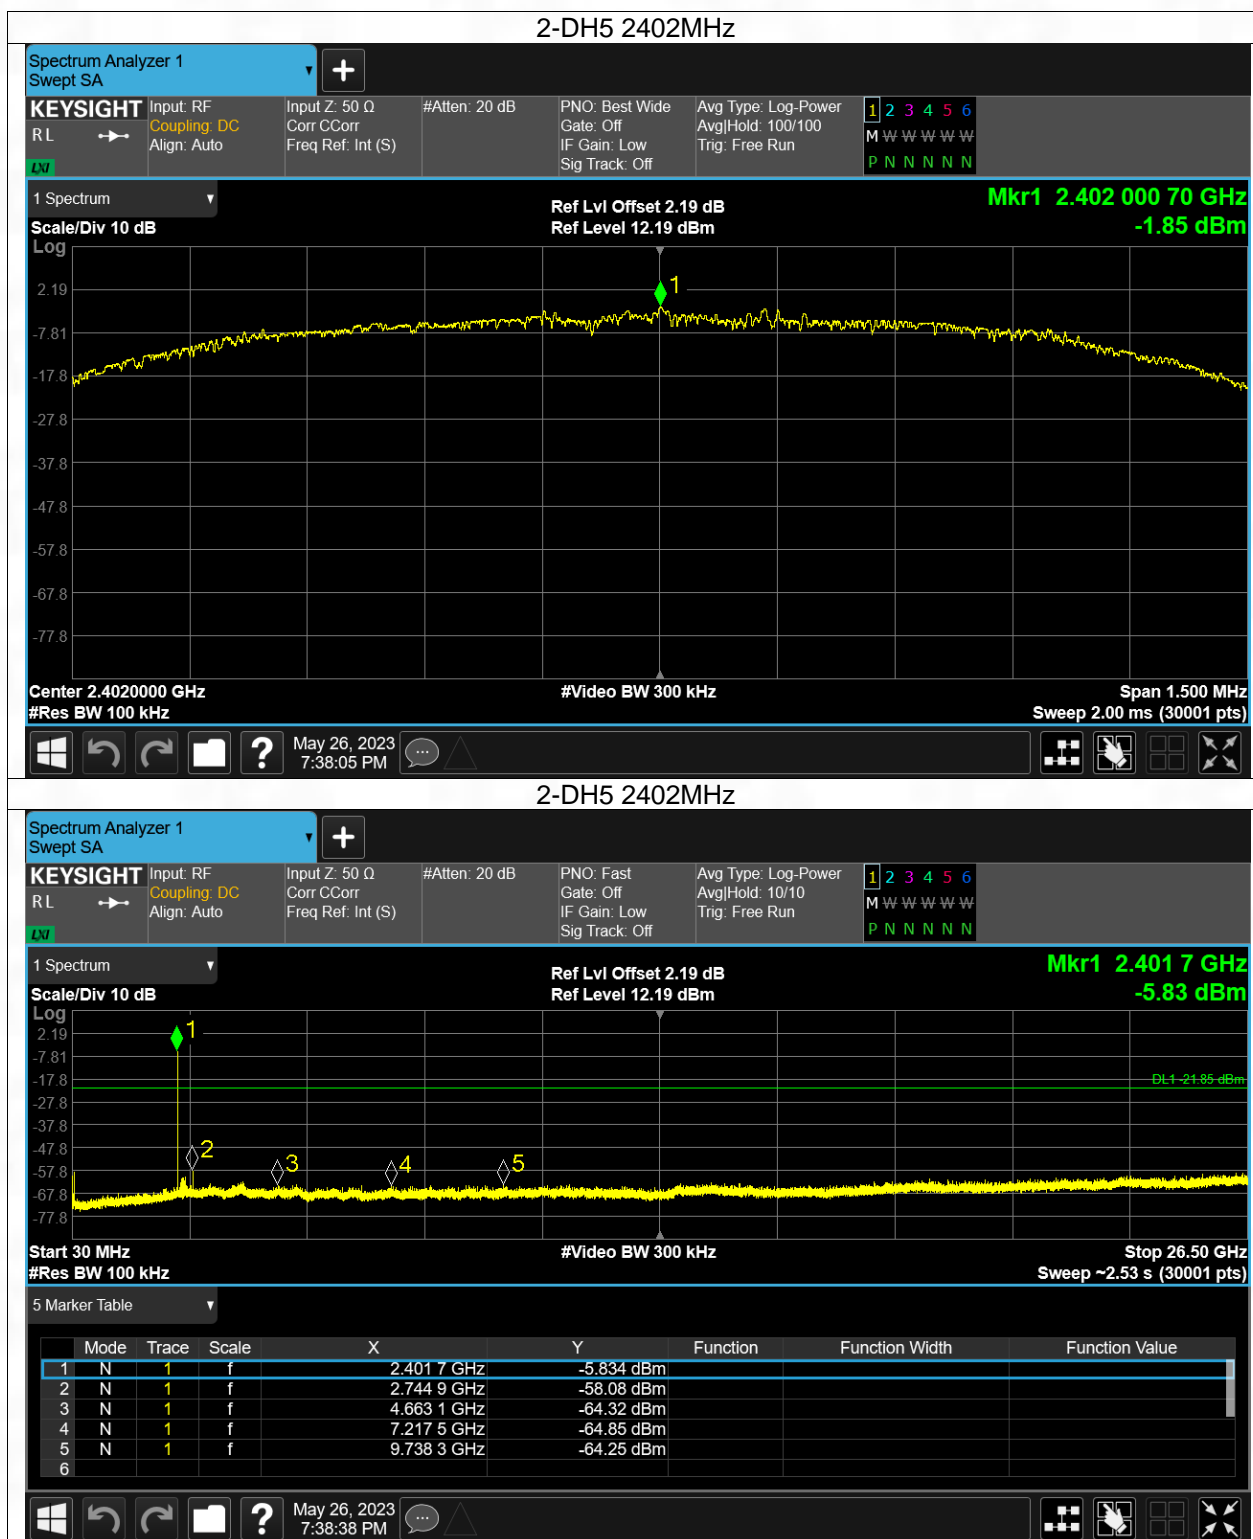 2-DH5 2402MHz
Spectrum Analyzer 1
Swept SA
KEYSIGHT Input: RF Input Z: 50 Ω #Atten: 20 dB PNO: Best Wide Avg Type: Log-Power 1 2 3 4 5 6
RL Coupling: DC Corr CCorr Gate: Off Avg|Hold: 100/100 M W W W W W
Align: Auto Freq Ref: Int (S) IF Gain: Low Trig: Free Run
LXI Sig Track: Off P N N N N N
1 Spectrum Ref Lvl Offset 2.19 dB Mkr1 2.402 000 70 GHz
Scale/Div 10 dB Ref Level 12.19 dBm -1.85 dBm
Log
1
2.19
-7.81
-17.8
-27.8
-37.8
-47.8
-57.8
-67.8
-77.8
Center 2.4020000 GHz #Video BW 300 kHz Span 1.500 MHz
#Res BW 100 kHz Sweep 2.00 ms (30001 pts)
? May 26, 2023
7:38:05 PM
2-DH5 2402MHz
Spectrum Analyzer 1
Swept SA
KEYSIGHT Input: RF Input Z: 50 Ω #Atten: 20 dB PNO: Fast Avg Type: Log-Power 1 2 3 4 5 6
RL Coupling: DC Corr CCorr Gate: Off Avg|Hold: 10/10 M W W W W W
Align: Auto Freq Ref: Int (S) IF Gain: Low Trig: Free Run
LXI Sig Track: Off P N N N N N
1 Spectrum Ref Lvl Offset 2.19 dB Mkr1 2.401 7 GHz
Scale/Div 10 dB Ref Level 12.19 dBm -5.83 dBm
Log
2.19 1
-7.81
-17.8 DL1 -21.85 dBm
-27.8
-37.8
-47.8 2
-57.8 3 4 5
-67.8
-77.8
Start 30 MHz #Video BW 300 kHz Stop 26.50 GHz
#Res BW 100 kHz Sweep ~2.53 s (30001 pts)
5 Marker Table
Mode Trace Scale X Y Function Function Width Function Value
1 N 1 f 2.401 7 GHz -5.834 dBm
2 N 1 f 2.744 9 GHz -58.08 dBm
3 N 1 f 4.663 1 GHz -64.32 dBm
4 N 1 f 7.217 5 GHz -64.85 dBm
5 N 1 f 9.738 3 GHz -64.25 dBm
6
? May 26, 2023
7:38:38 PM